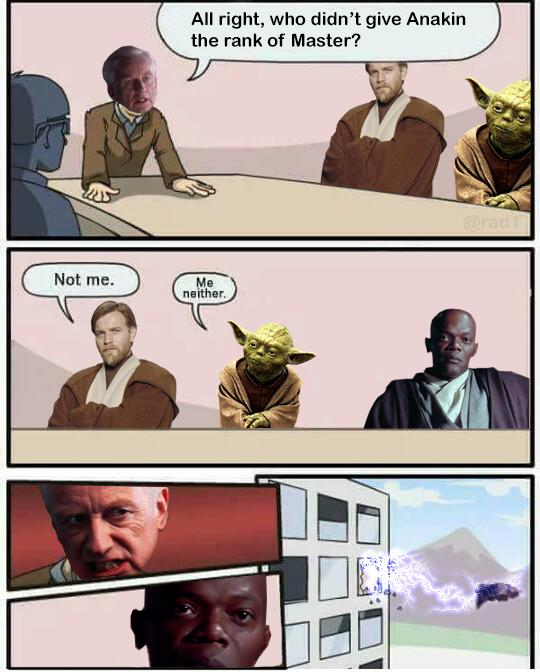 All right, who didn't give Anakin
the rank of Master?
@rad1
Not me.
Me
neither.